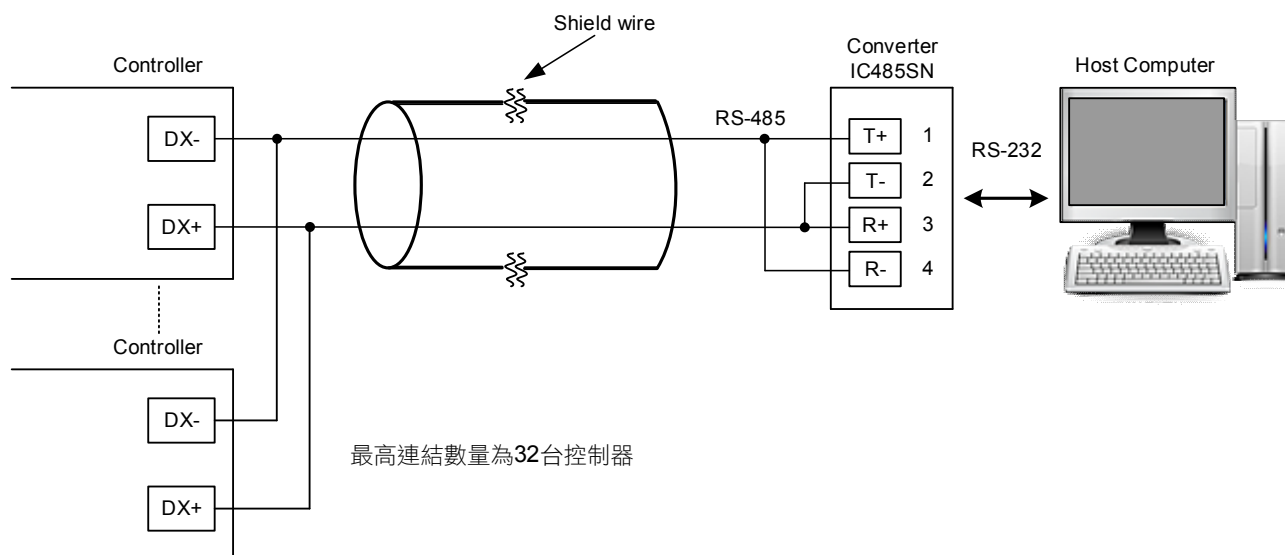 Shield wire
Controller
Converter
IC485SN
Host Computer
DX-
RS-485
T+ 1
RS-232
T- 2
DX+
R+ 3
R- 4
Controller
DX-
最高連結數量為32台控制器
DX+